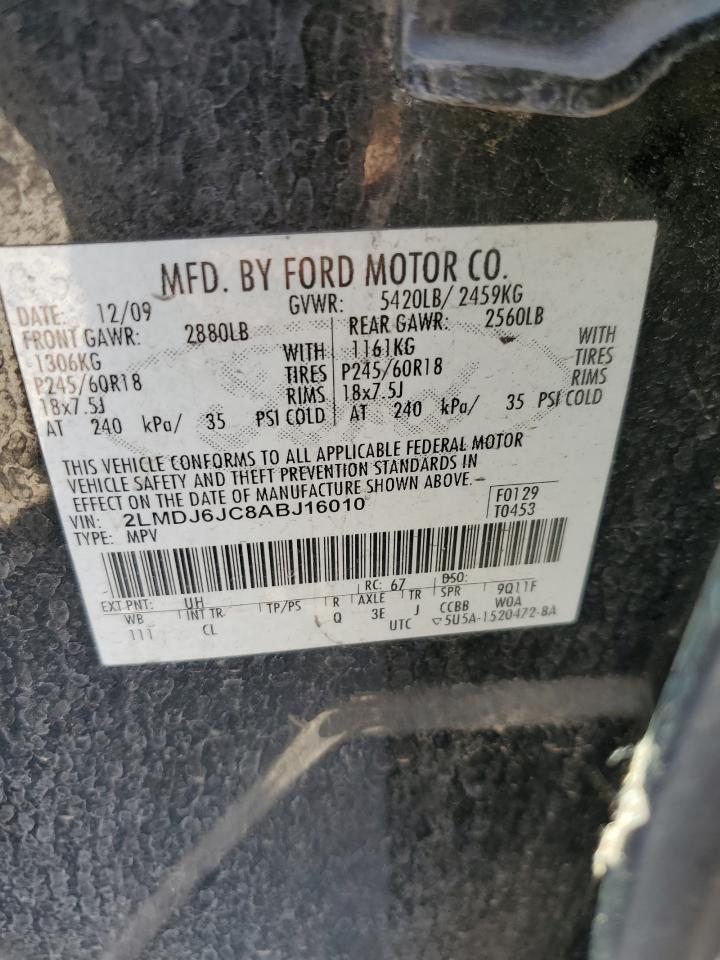 MFD. BY FORD MOTOR CO.
DATE: 12/09 GVWR: 5420LB/ 2459KG
FRONT GAWR: 2880LB REAR GAWR: 2560LB
1306KG WITH 1161KG WITH
P245/60R18 TIRES P245/60R18 TIRES
18x7.5J RIMS 18x7.5J RIMS
AT 240 kPa/ 35 PSI COLD AT 240 kPa/ 35 PSI COLD
THIS VEHICLE CONFORMS TO ALL APPLICABLE FEDERAL MOTOR
VEHICLE SAFETY AND THEFT PREVENTION STANDARDS IN
EFFECT ON THE DATE OF MANUFACTURE SHOWN ABOVE.
VIN: 2LMDJ6JC8ABJ16010 F0129
TYPE: MPV T0453
EXT PNT: UH RC: 67 DSO:
WB INT TR TP/PS R AXLE TR SPR 9Q11F
111 CL Q 3E J CCBB W0A
UTC ▽5U5A-1520472-BA